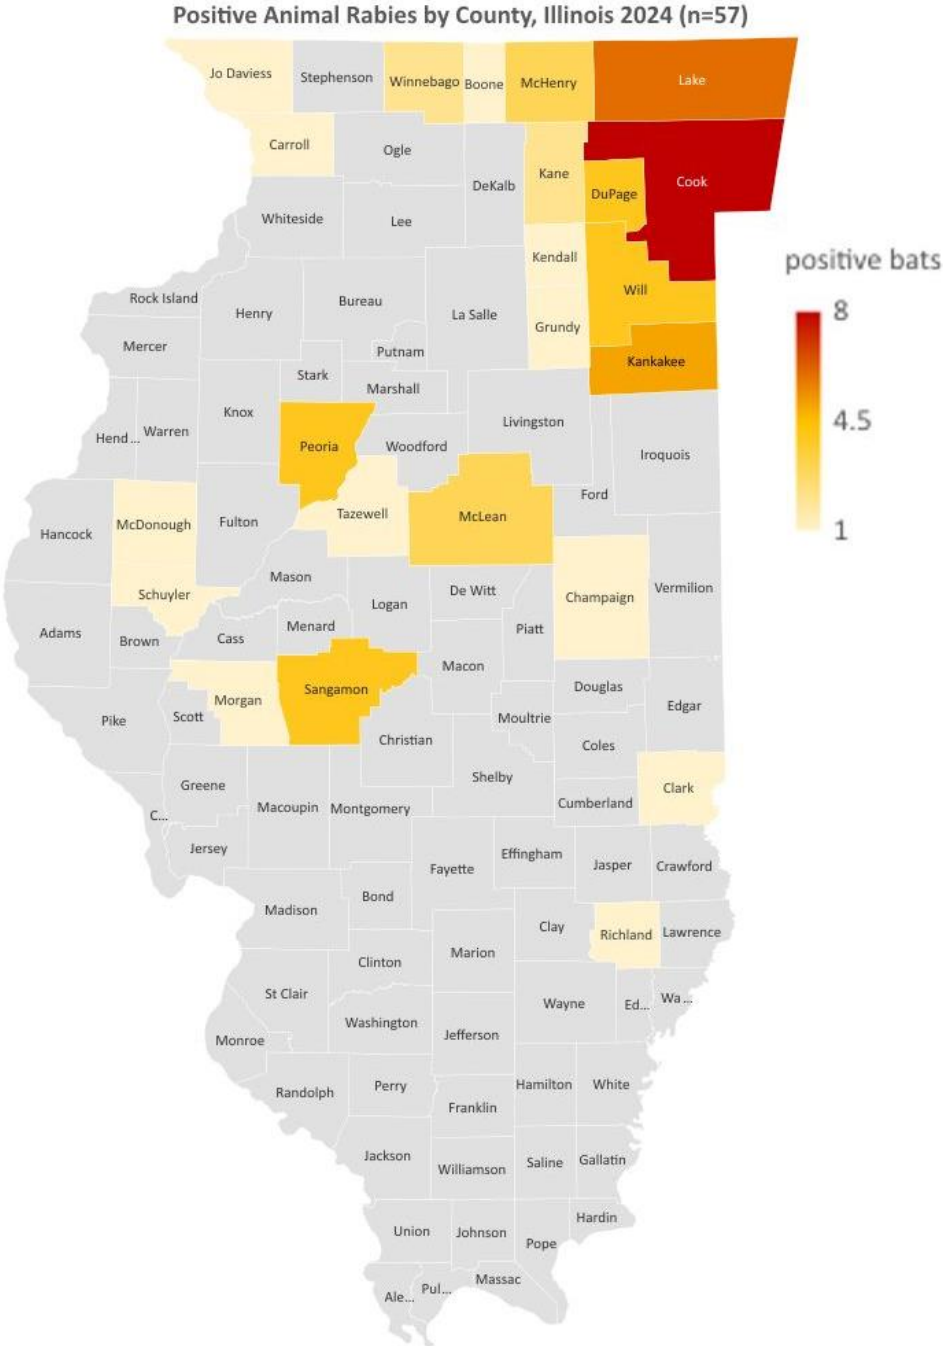 Positive Animal Rabies by County, Illinois 2024 (n=57)
Jo Daviess
Stephenson
Winnebago
Boone
McHenry
Lake
Carroll
Ogle
DeKalb
Kane
DuPage
Cook
Whiteside
Lee
Kendall
positive bats
8
4.5
1
Rock Island
Henry
Bureau
La Salle
Grundy
Will
Mercer
Putnam
Kankakee
Stark
Marshall
Hend ...
Warren
Knox
Peoria
Woodford
Livingston
Iroquois
Ford
Hancock
McDonough
Fulton
Tazewell
McLean
Schuyler
Mason
Logan
De Witt
Champaign
Vermilion
Adams
Brown
Cass
Menard
Piatt
Macon
Pike
Scott
Morgan
Sangamon
Christian
Moultrie
Douglas
Edgar
Coles
Greene
Macoupin
Montgomery
Shelby
Cumberland
Clark
C...
Jersey
Fayette
Effingham
Jasper
Crawford
Madison
Bond
Clay
Richland
Lawrence
Marion
Clinton
St Clair
Wayne
Ed...
Wa ...
Monroe
Washington
Jefferson
Randolph
Perry
Hamilton
White
Franklin
Jackson
Williamson
Saline
Gallatin
Union
Johnson
Pope
Hardin
Ale...
Pul...
Massac